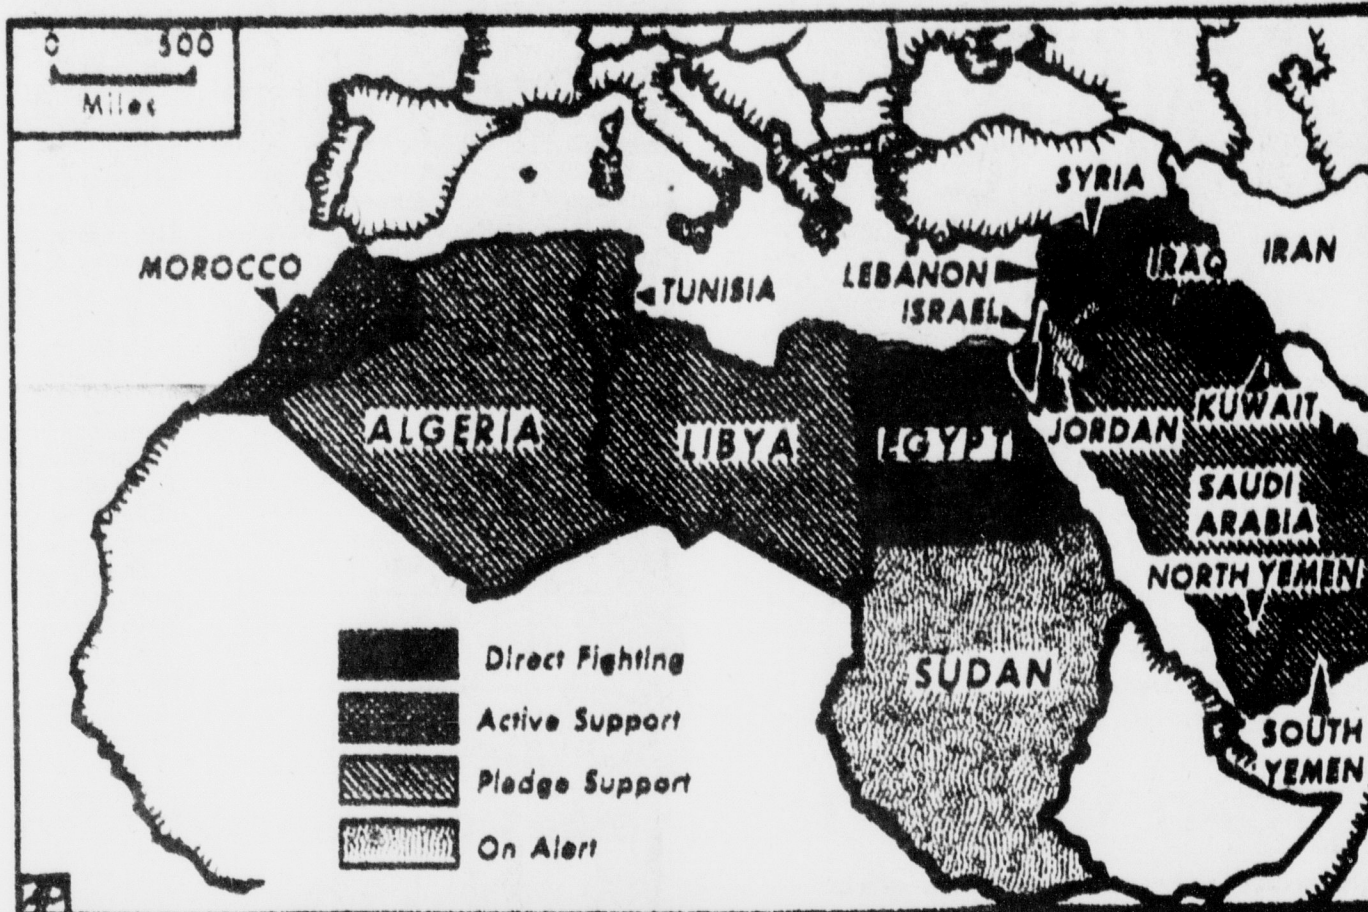 0 500
Miles
SYRIA
MOROCCO
TUNISIA
LEBANON
ISRAEL
IRAQ
IRAN
ALGERIA
LIBYA
EGYPT
JORDAN
KUWAIT
SAUDI
ARABIA
NORTH YEMEN
SUDAN
SOUTH
YEMEN
Direct Fighting
Active Support
Pledge Support
On Alert
AP